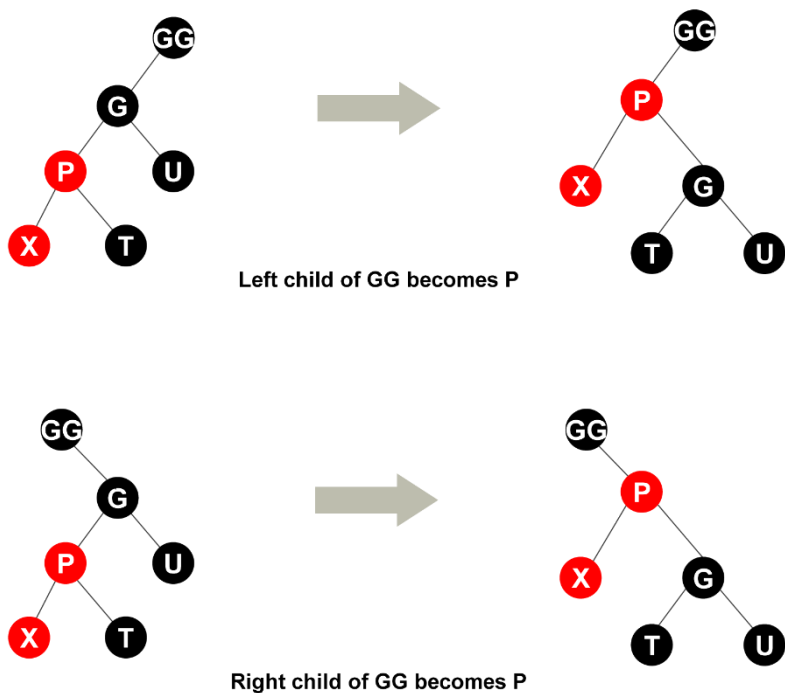 GG GG
G P
P U X G
X T T U
Left child of GG becomes P
GG GG
G P
P U X G
X T T U
Right child of GG becomes P